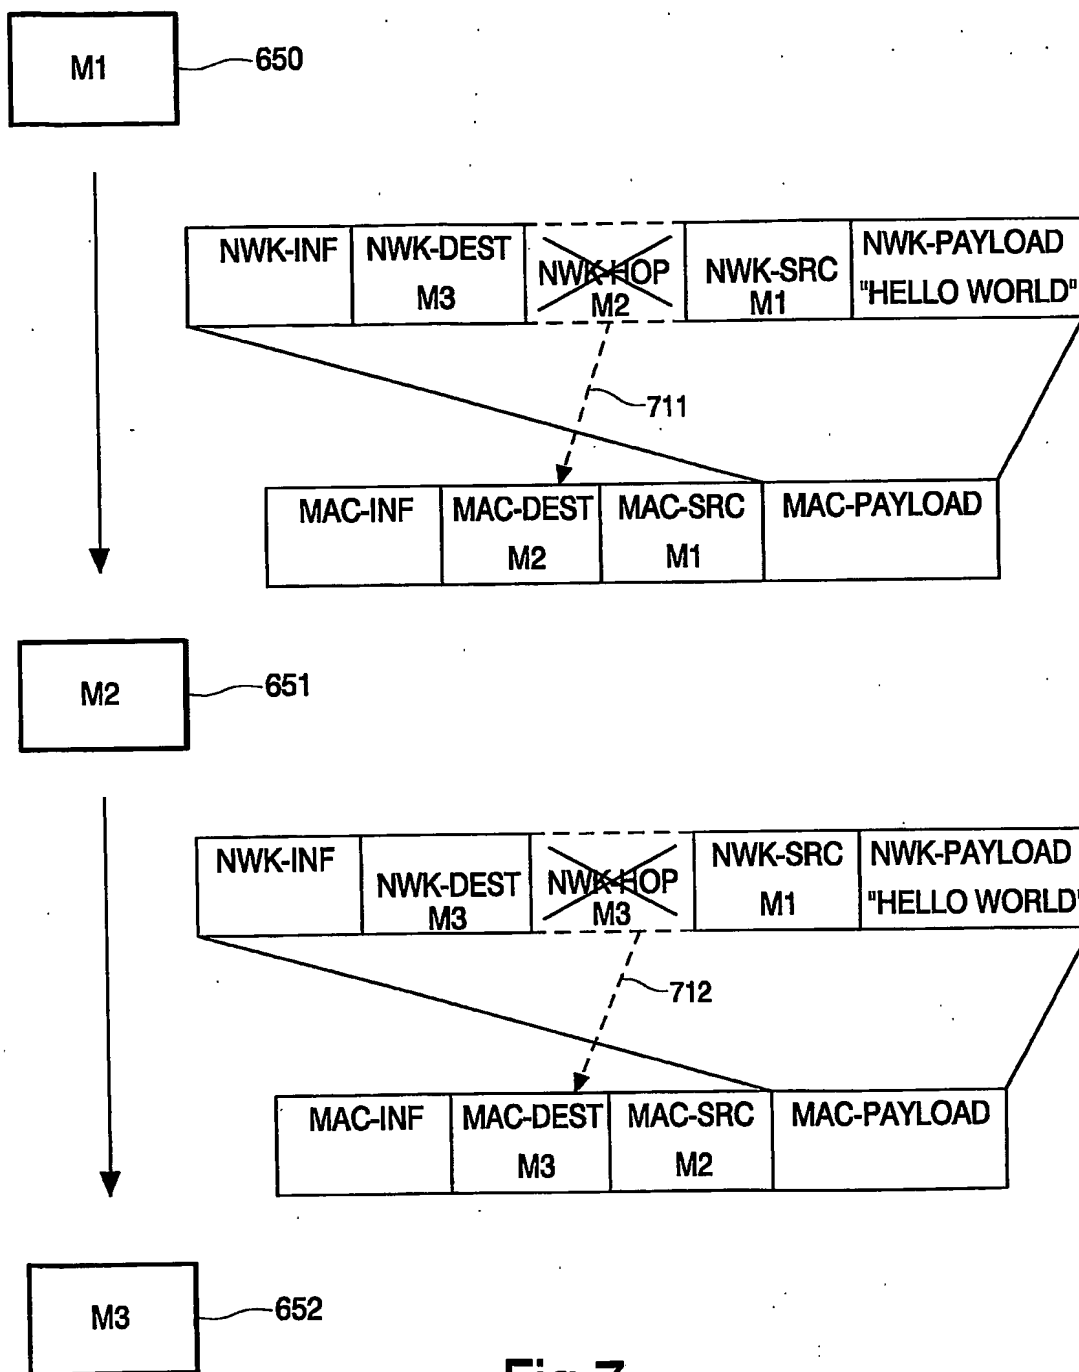 M1
650
NWK-INF
NWK-DEST
M3
NWK-HOP
M2
NWK-SRC
M1
NWK-PAYLOAD
"HELLO WORLD"
711
MAC-INF
MAC-DEST
M2
MAC-SRC
M1
MAC-PAYLOAD
M2
651
NWK-INF
NWK-DEST
M3
NWK-HOP
M3
NWK-SRC
M1
NWK-PAYLOAD
"HELLO WORLD"
712
MAC-INF
MAC-DEST
M3
MAC-SRC
M2
MAC-PAYLOAD
M3
652
Fig 7